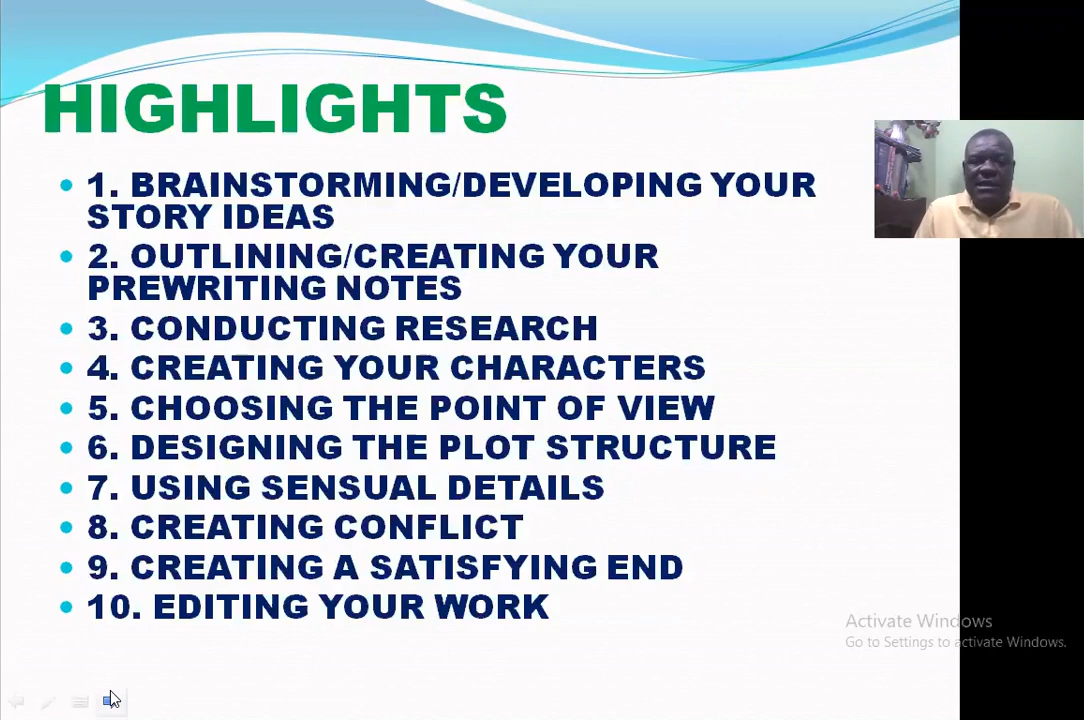 HIGHLIGHTS
• 1. BRAINSTORMING/DEVELOPING YOUR
STORY IDEAS
• 2. OUTLINING/CREATING YOUR
PREWRITING NOTES
• 3. CONDUCTING RESEARCH
• 4. CREATING YOUR CHARACTERS
• 5. CHOOSING THE POINT OF VIEW
• 6. DESIGNING THE PLOT STRUCTURE
• 7. USING SENSUAL DETAILS
• 8. CREATING CONFLICT
• 9. CREATING A SATISFYING END
• 10. EDITING YOUR WORK
Activate Windows
Go to Settings to activate Windows.